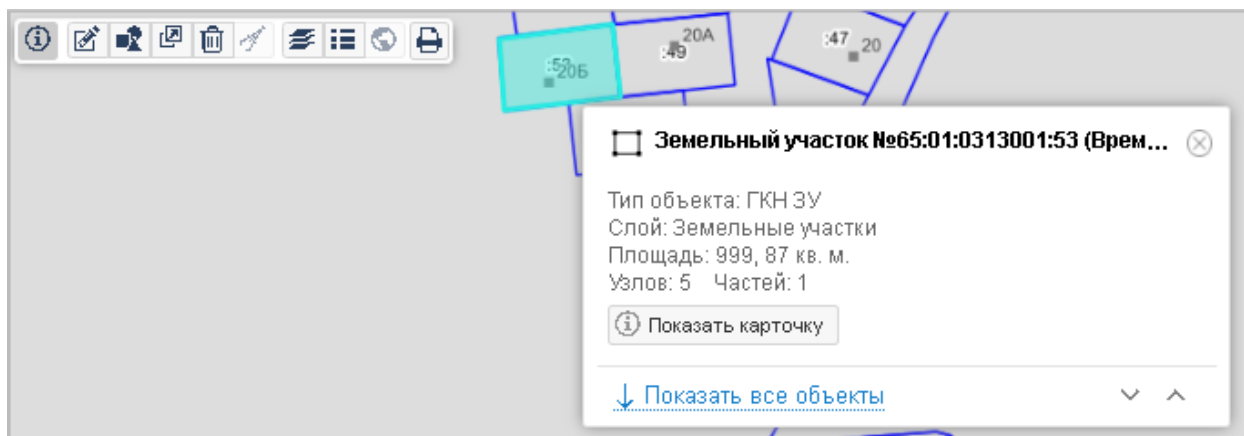 20А
:49
:47
20
:53
20Б
Земельный участок №65:01:0313001:53 (Врем...
Тип объекта: ГКН ЗУ
Слой: Земельные участки
Площадь: 999, 87 кв. м.
Узлов: 5 Частей: 1
Показать карточку
Показать все объекты